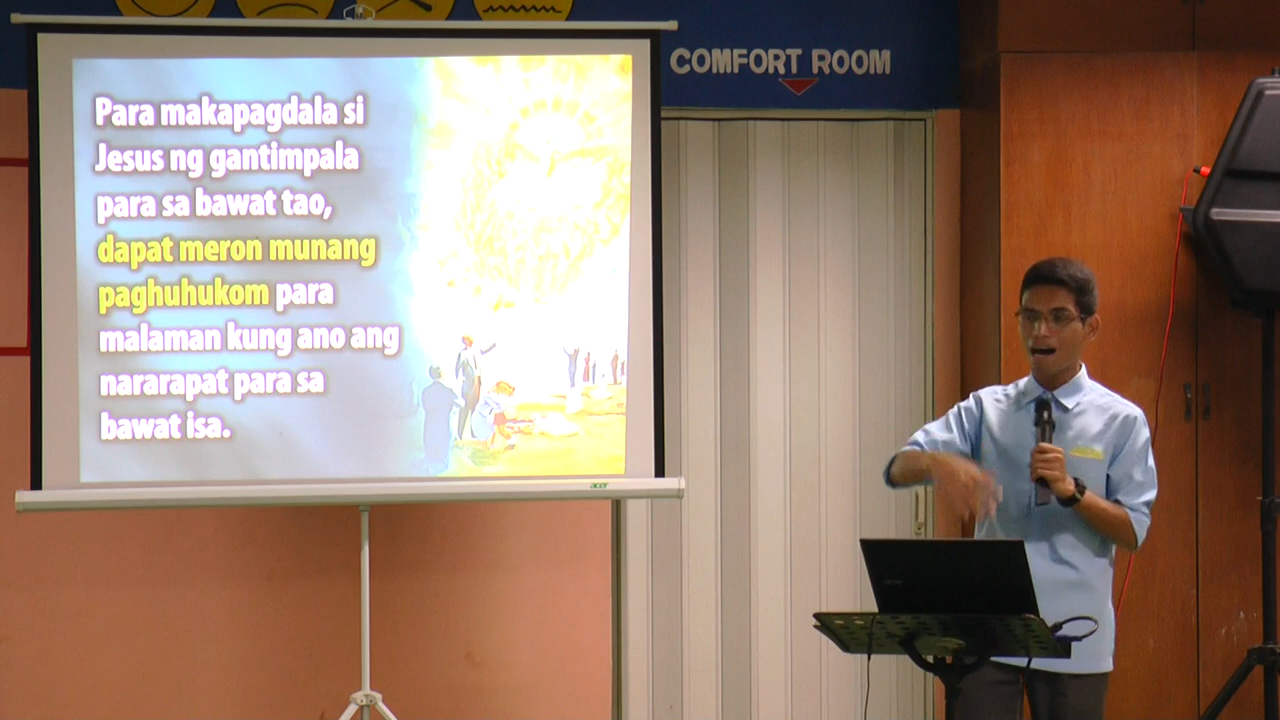 COMFORT ROOM
Para makapagdala si
Jesus ng gantimpala
para sa bawat tao,
dapat meron munang
paghuhukom para
malaman kung ano ang
nararapat para sa
bawat isa.
acer